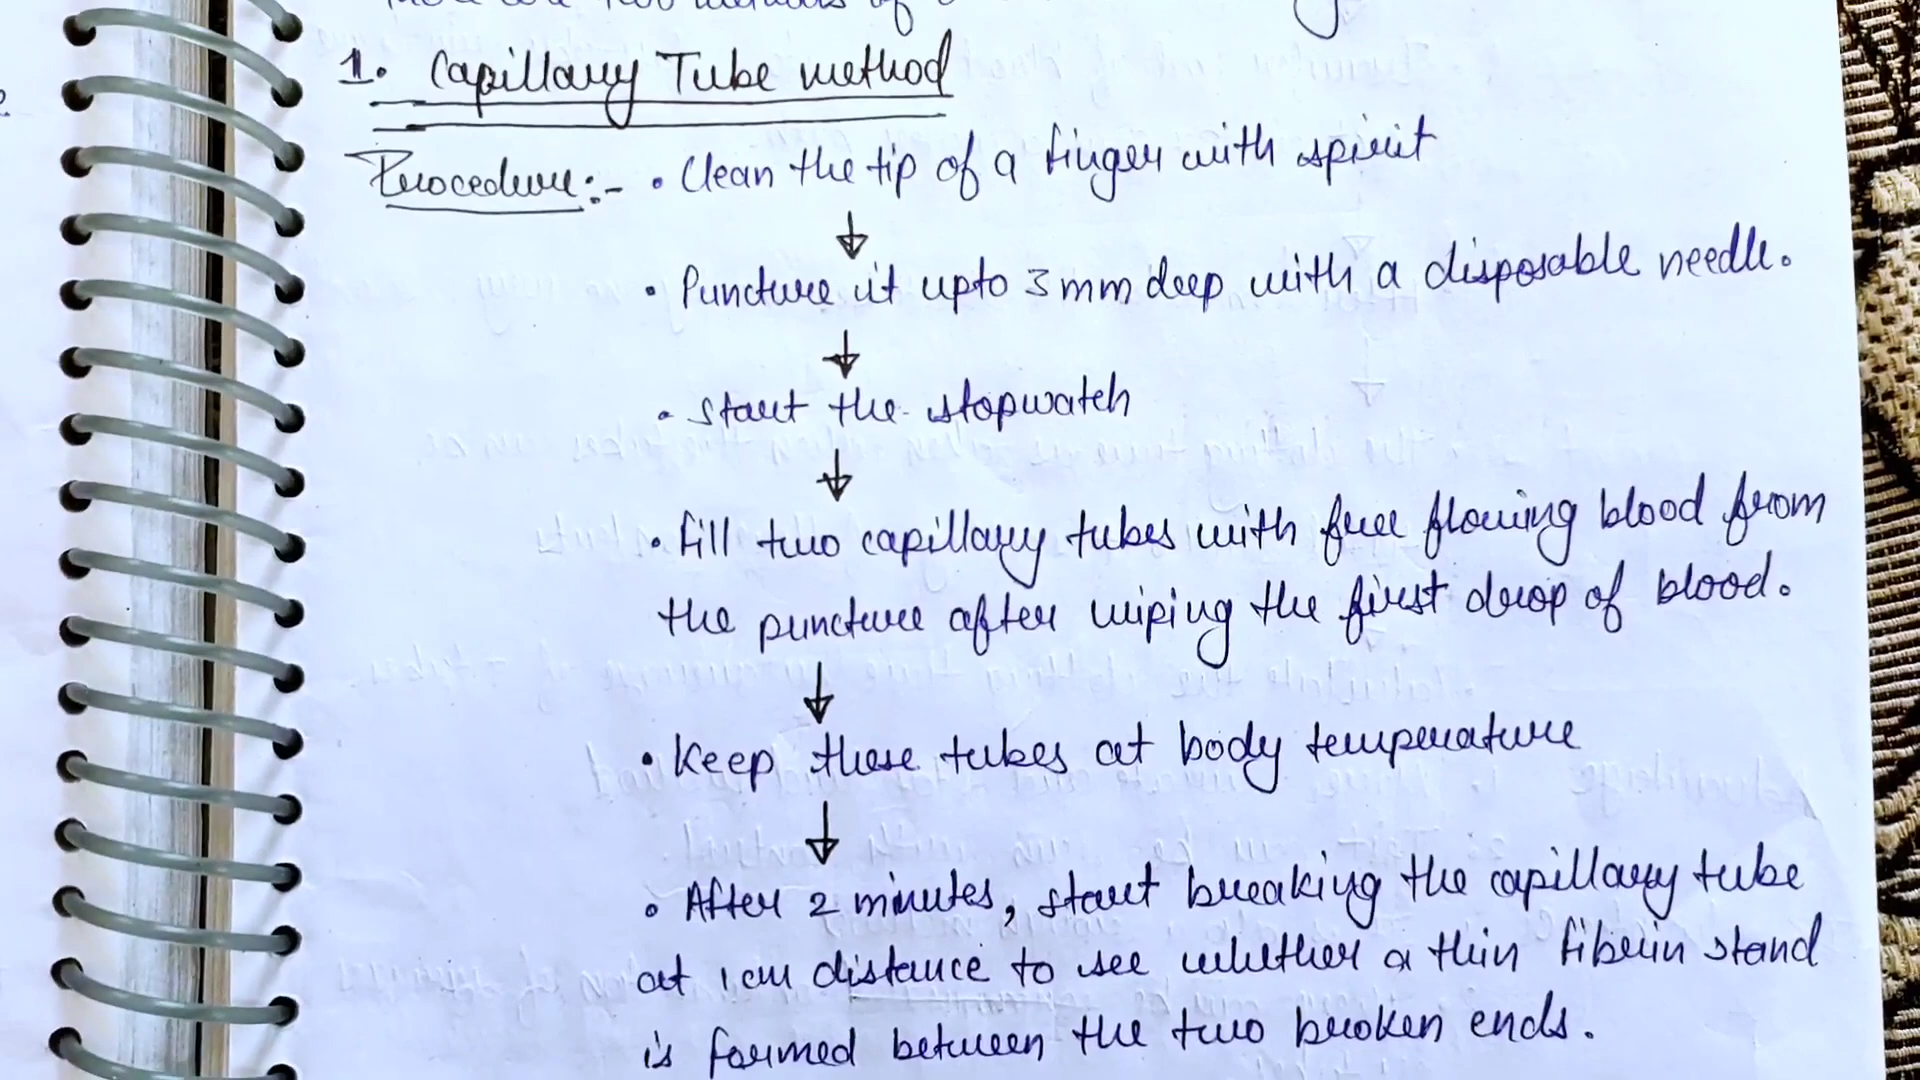 1. Capillary Tube method
Procedure:- • Clean the tip of a finger with spirit
↓
• Puncture it upto 3 mm deep with a disposable needle.
↓
• Start the stopwatch
↓
• Fill two capillary tubes with free flowing blood from
the puncture after wiping the first drop of blood.
↓
• Keep these tubes at body temperature
↓
• After 2 minutes, start breaking the capillary tube
at 1 cm distance to see whether a thin fibrin stand
is formed between the two broken ends.